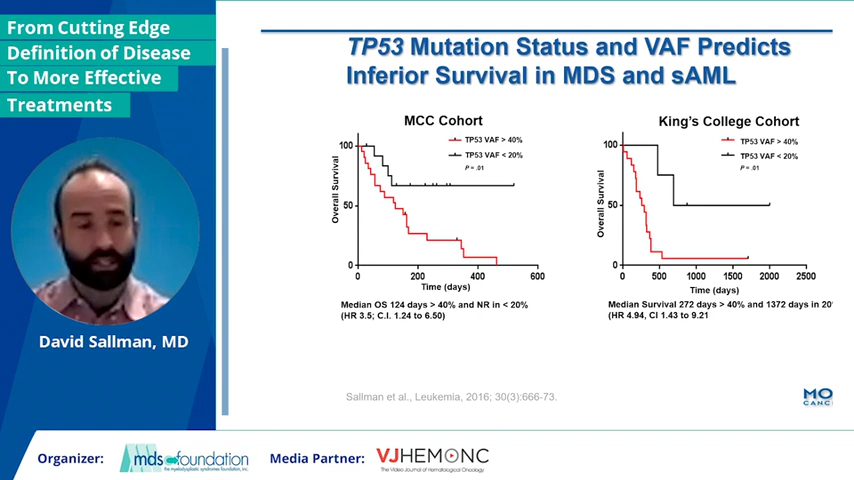 From Cutting Edge
Definition of Disease
To More Effective
Treatments
David Sallman, MD
TP53 Mutation Status and VAF Predicts
Inferior Survival in MDS and sAML
MCC Cohort
TP53 VAF > 40%
TP53 VAF < 20%
P = .01
Overall Survival
100
50
0
0 200 400 600
Time (days)
Median OS 124 days > 40% and NR in < 20%
(HR 3.5; C.I. 1.24 to 6.50)
King's College Cohort
TP53 VAF > 40%
TP53 VAF < 20%
P = .01
Overall Survival
100
50
0
0 500 1000 1500 2000 2500
Time (days)
Median Survival 272 days > 40% and 1372 days in 20
(HR 4.94, CI 1.43 to 9.21
Sallman et al., Leukemia, 2016; 30(3):666-73.
MO
CANC
Organizer:
mds foundation
the myelodysplastic syndromes foundation, inc.
Media Partner:
VJHEMONC
The Video Journal of Hematological Oncology